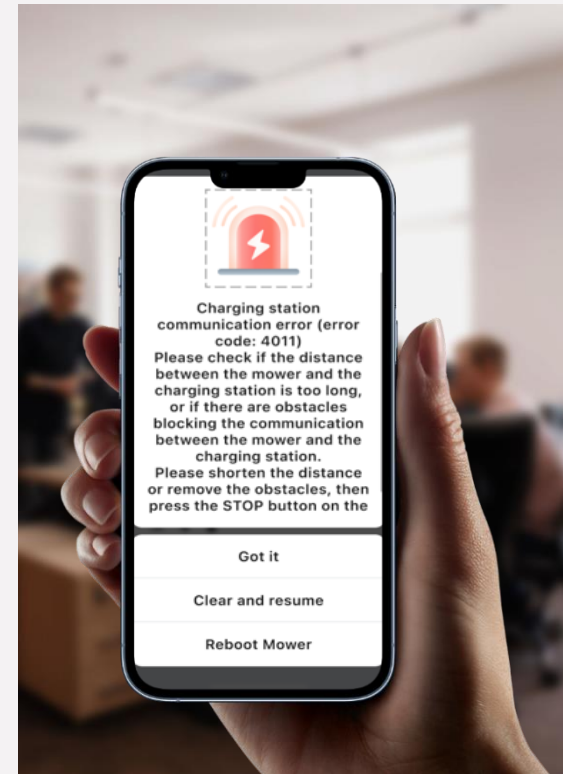 Charging station
communication error (error
code: 4011)
Please check if the distance
between the mower and the
charging station is too long,
or if there are obstacles
blocking the communication
between the mower and the
charging station.
Please shorten the distance
or remove the obstacles, then
press the STOP button on the
Got it
Clear and resume
Reboot Mower